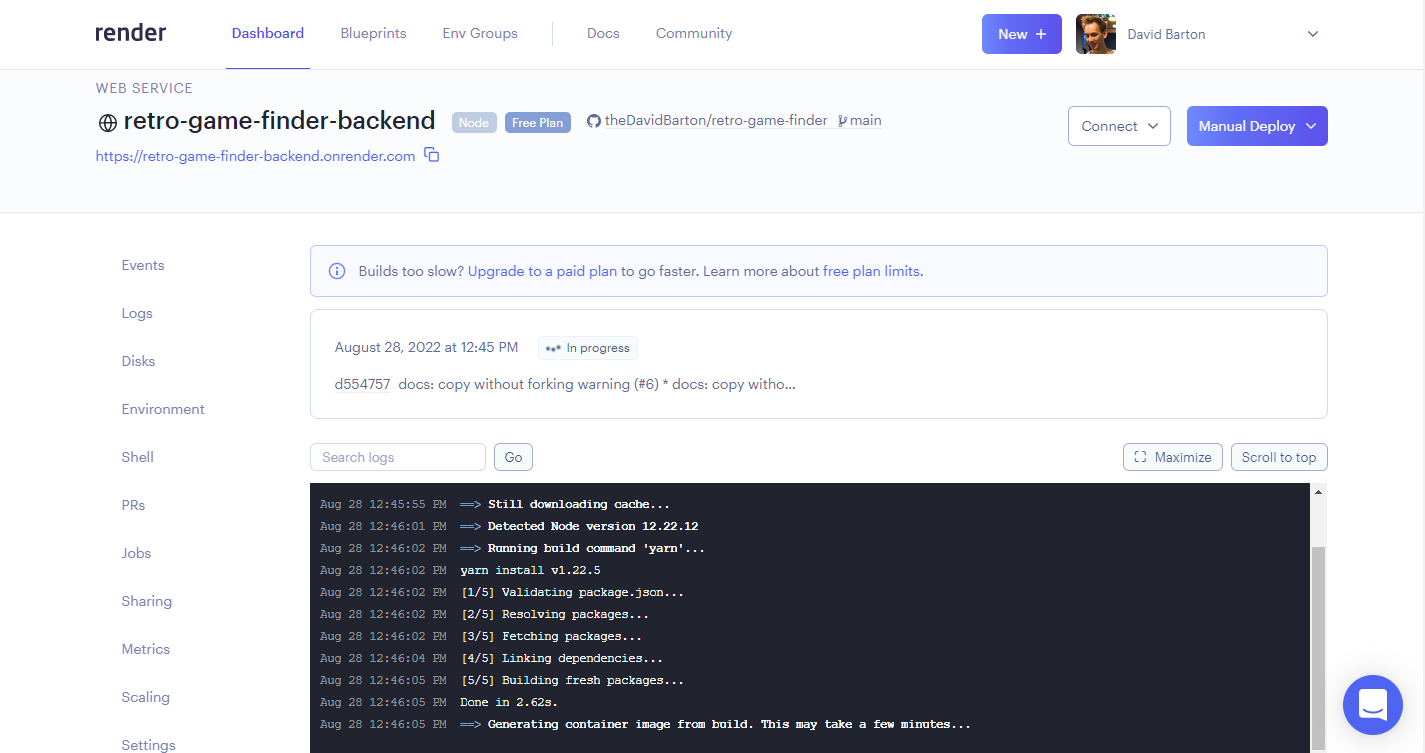 render Dashboard Blueprints Env Groups Docs Community New + David Barton
WEB SERVICE
retro-game-finder-backend Node Free Plan theDavidBarton/retro-game-finder main Connect Manual Deploy
https://retro-game-finder-backend.onrender.com
Events
Logs
Disks
Environment
Shell
PRs
Jobs
Sharing
Metrics
Scaling
Settings
Builds too slow? Upgrade to a paid plan to go faster. Learn more about free plan limits.
August 28, 2022 at 12:45 PM In progress
d554757 docs: copy without forking warning (#6) * docs: copy witho...
Search logs Go Maximize Scroll to top
Aug 28 12:45:55 PM ==> Still downloading cache...
Aug 28 12:46:01 PM ==> Detected Node version 12.22.12
Aug 28 12:46:02 PM ==> Running build command 'yarn'...
Aug 28 12:46:02 PM yarn install v1.22.5
Aug 28 12:46:02 PM [1/5] Validating package.json...
Aug 28 12:46:02 PM [2/5] Resolving packages...
Aug 28 12:46:02 PM [3/5] Fetching packages...
Aug 28 12:46:04 PM [4/5] Linking dependencies...
Aug 28 12:46:05 PM [5/5] Building fresh packages...
Aug 28 12:46:05 PM Done in 2.62s.
Aug 28 12:46:05 PM ==> Generating container image from build. This may take a few minutes...